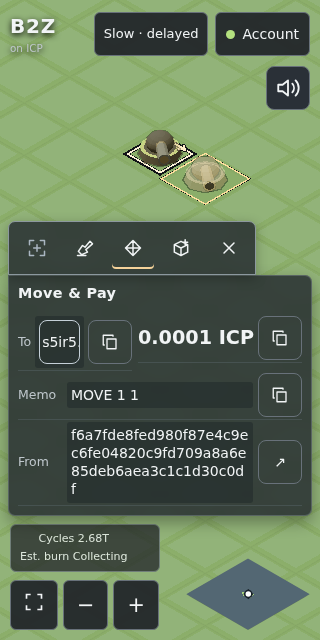 B2Z
on ICP
Slow · delayed
Account
Move & Pay
To
s5ir5
0.0001 ICP
Memo
MOVE 1 1
From
f6a7fde8fed980f87e4c9e
c6fe04820c9fd709a8a6e
85deb6aea3c1c1d30c0d
f
Cycles 2.68T
Est. burn Collecting